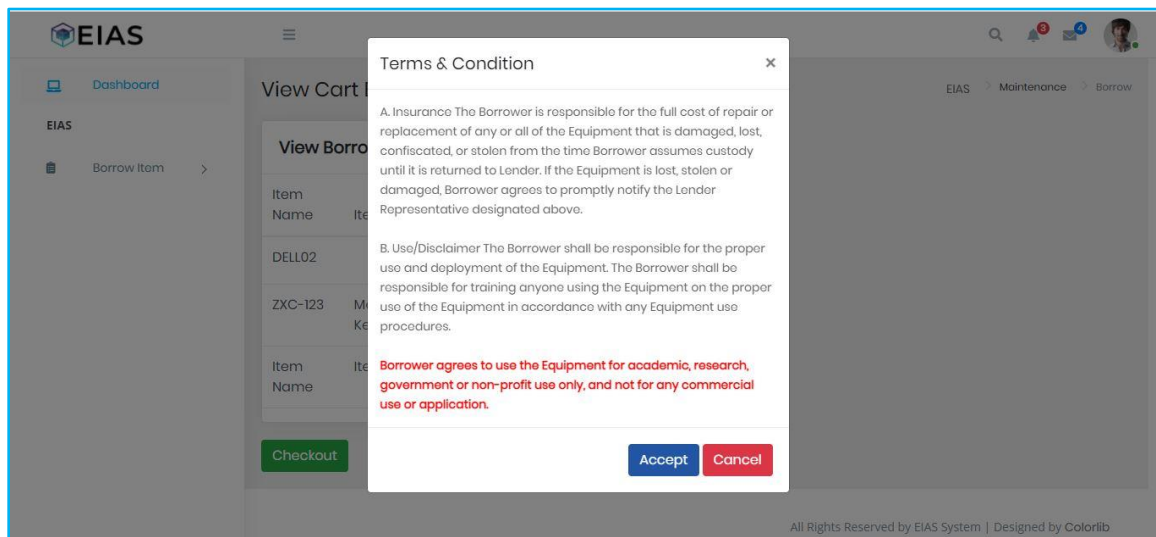 EIAS
3
4
Terms & Condition ×
Dashboard
View Cart
EIAS > Maintenance > Borrow
EIAS
Borrow Item >
View Borro
A. Insurance The Borrower is responsible for the full cost of repair or
replacement of any or all of the Equipment that is damaged, lost,
confiscated, or stolen from the time Borrower assumes custody
until it is returned to Lender. If the Equipment is lost, stolen or
damaged, Borrower agrees to promptly notify the Lender
Representative designated above.
B. Use/Disclaimer The Borrower shall be responsible for the proper
use and deployment of the Equipment. The Borrower shall be
responsible for training anyone using the Equipment on the proper
use of the Equipment in accordance with any Equipment use
procedures.
Borrower agrees to use the Equipment for academic, research,
government or non-profit use only, and not for any commercial
use or application.
Item
Name Ite
DELL02
ZXC-123 Mo
Ke
Item Ite
Name
Checkout
Accept Cancel
All Rights Reserved by EIAS System | Designed by Colorlib